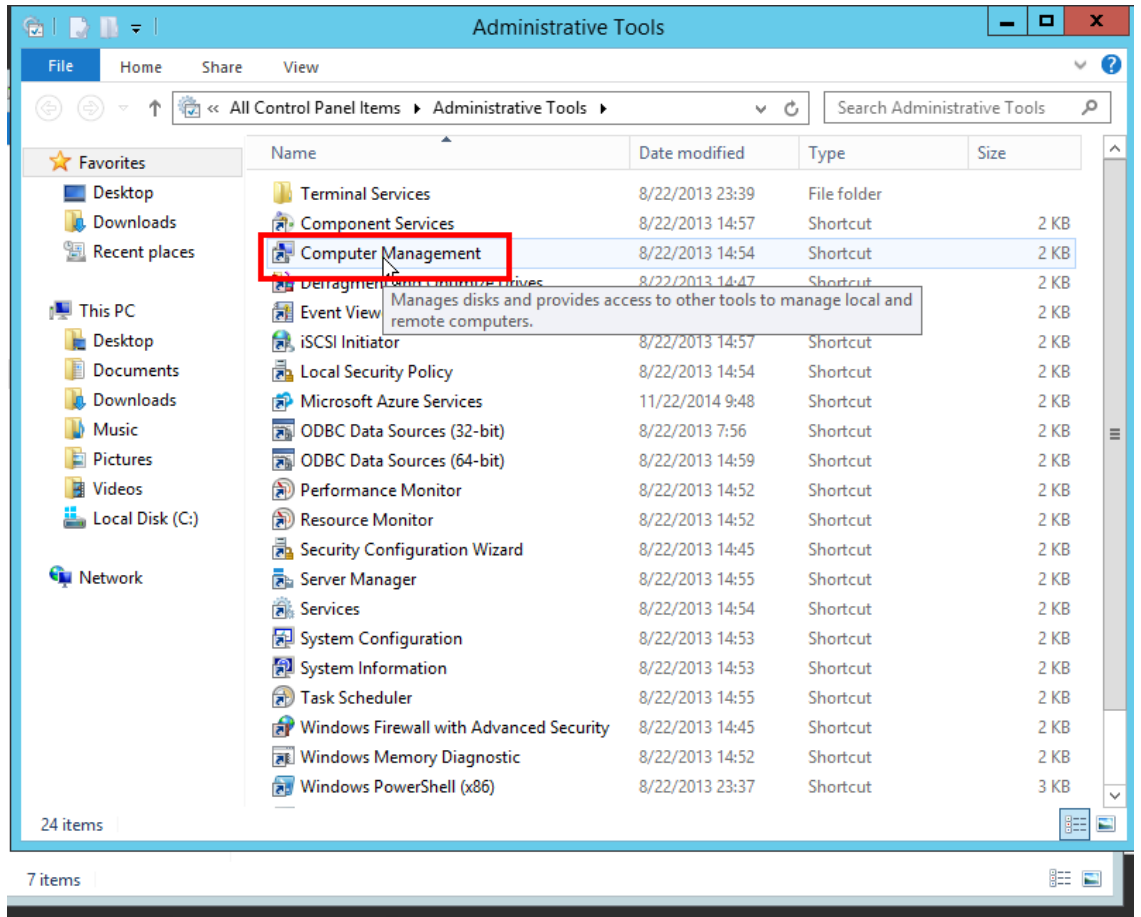 Administrative Tools
File Home Share View
« All Control Panel Items Administrative Tools Search Administrative Tools
Name Date modified Type Size
Favorites
Desktop
Downloads
Recent places
This PC
Desktop
Documents
Downloads
Music
Pictures
Videos
Local Disk (C:)
Network
Terminal Services 8/22/2013 23:39 File folder
Component Services 8/22/2013 14:57 Shortcut 2 KB
Computer Management 8/22/2013 14:54 Shortcut 2 KB
Defragment and Optimize Drives 8/22/2013 14:47 Shortcut 2 KB
Manages disks and provides access to other tools to manage local and
remote computers.
Event View 2 KB
iSCSI Initiator 8/22/2013 14:57 Shortcut 2 KB
Local Security Policy 8/22/2013 14:54 Shortcut 2 KB
Microsoft Azure Services 11/22/2014 9:48 Shortcut 2 KB
ODBC Data Sources (32-bit) 8/22/2013 7:56 Shortcut 2 KB
ODBC Data Sources (64-bit) 8/22/2013 14:59 Shortcut 2 KB
Performance Monitor 8/22/2013 14:52 Shortcut 2 KB
Resource Monitor 8/22/2013 14:52 Shortcut 2 KB
Security Configuration Wizard 8/22/2013 14:45 Shortcut 2 KB
Server Manager 8/22/2013 14:55 Shortcut 2 KB
Services 8/22/2013 14:54 Shortcut 2 KB
System Configuration 8/22/2013 14:53 Shortcut 2 KB
System Information 8/22/2013 14:53 Shortcut 2 KB
Task Scheduler 8/22/2013 14:55 Shortcut 2 KB
Windows Firewall with Advanced Security 8/22/2013 14:45 Shortcut 2 KB
Windows Memory Diagnostic 8/22/2013 14:52 Shortcut 2 KB
Windows PowerShell (x86) 8/22/2013 23:37 Shortcut 3 KB
24 items
7 items